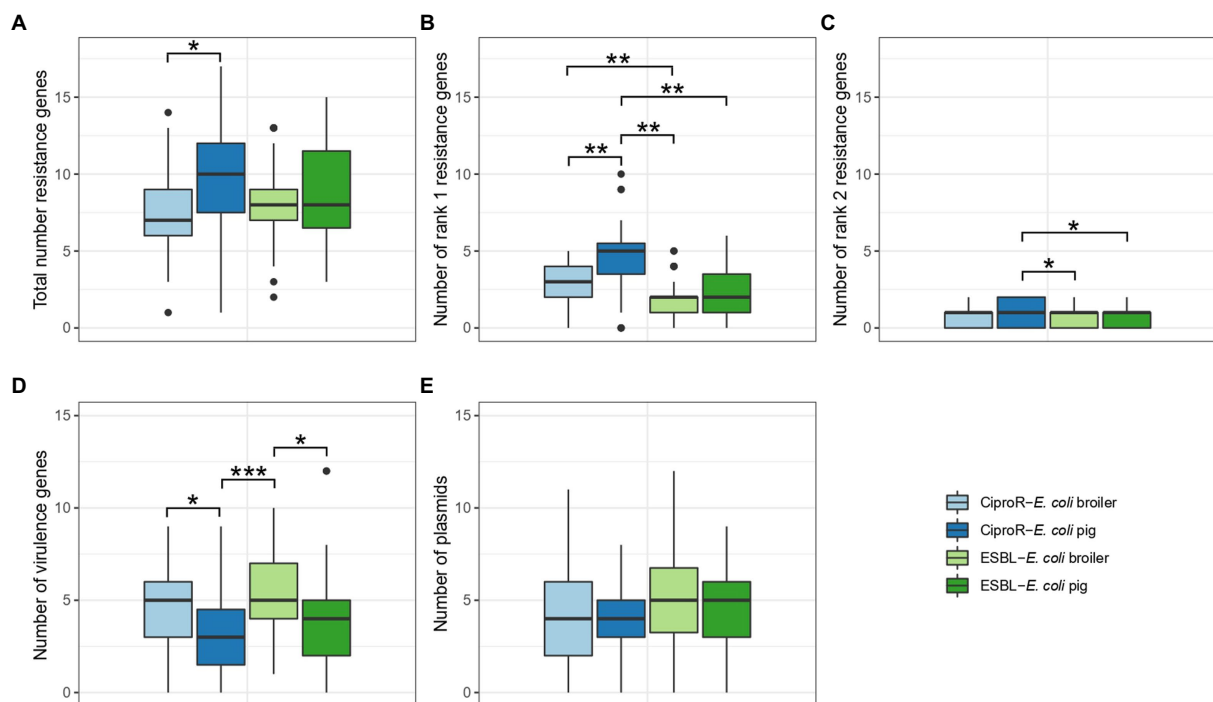 A
Total number resistance genes
15
10
5
0
*
B
Number of rank 1 resistance genes
15
10
5
0
**
**
**
**
C
Number of rank 2 resistance genes
15
10
5
0
*
*
D
Number of virulence genes
15
10
5
0
*
***
*
E
Number of plasmids
15
10
5
0
CiproR−E. coli broiler
CiproR−E. coli pig
ESBL−E. coli broiler
ESBL−E. coli pig